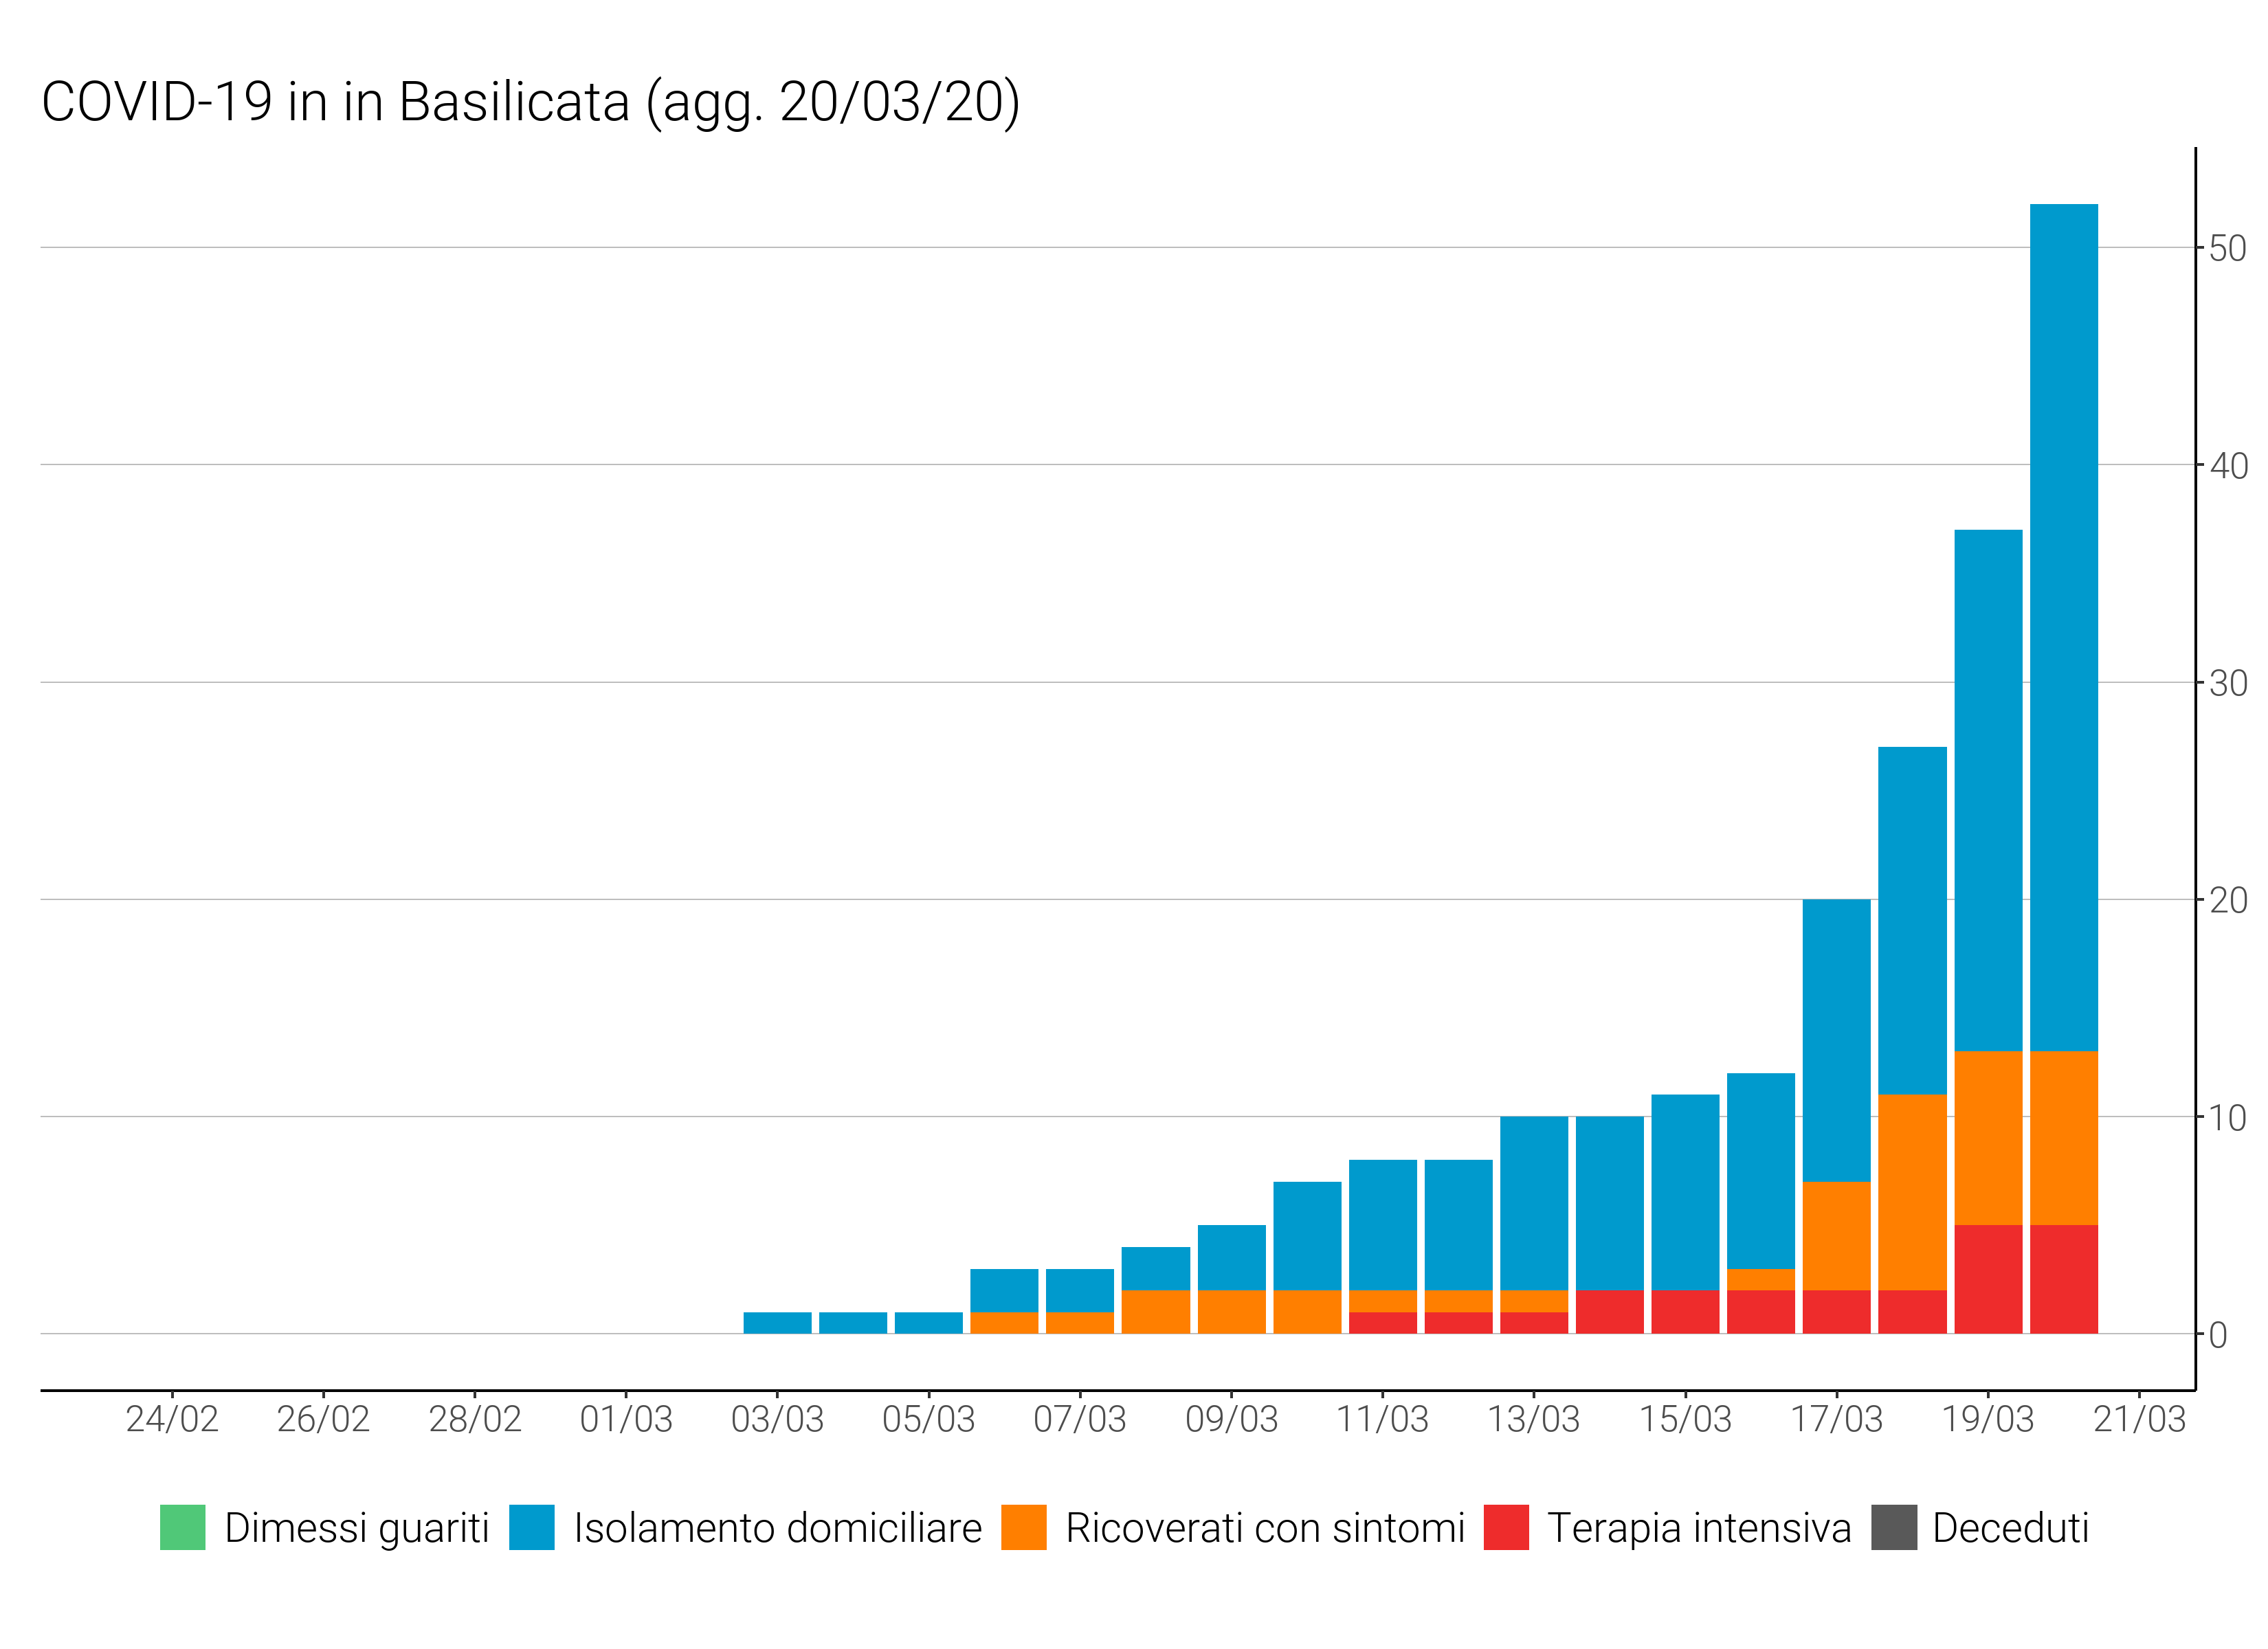 COVID-19 in in Basilicata (agg. 20/03/20)
50
40
30
20
10
0
24/02 26/02 28/02 01/03 03/03 05/03 07/03 09/03 11/03 13/03 15/03 17/03 19/03 21/03
Dimessi guariti Isolamento domiciliare Ricoverati con sintomi Terapia intensiva Deceduti